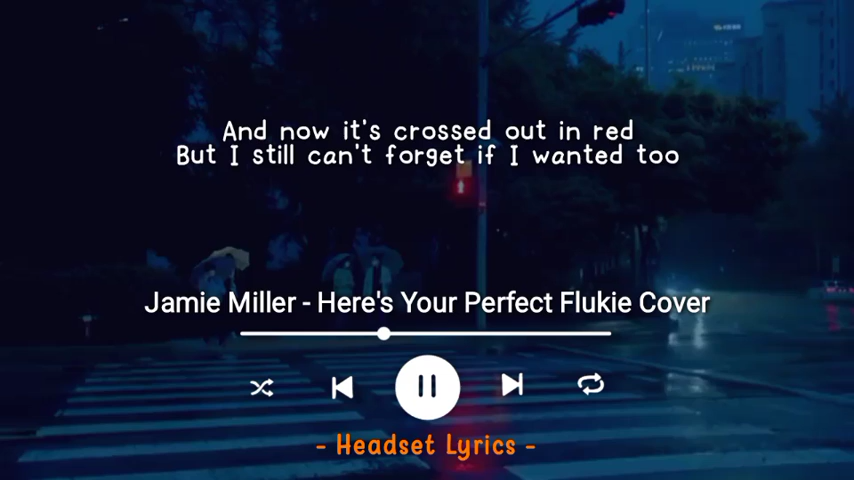 And now it's crossed out in red
But I still can't forget if I wanted too
Jamie Miller - Here's Your Perfect Flukie Cover
- Headset Lyrics -